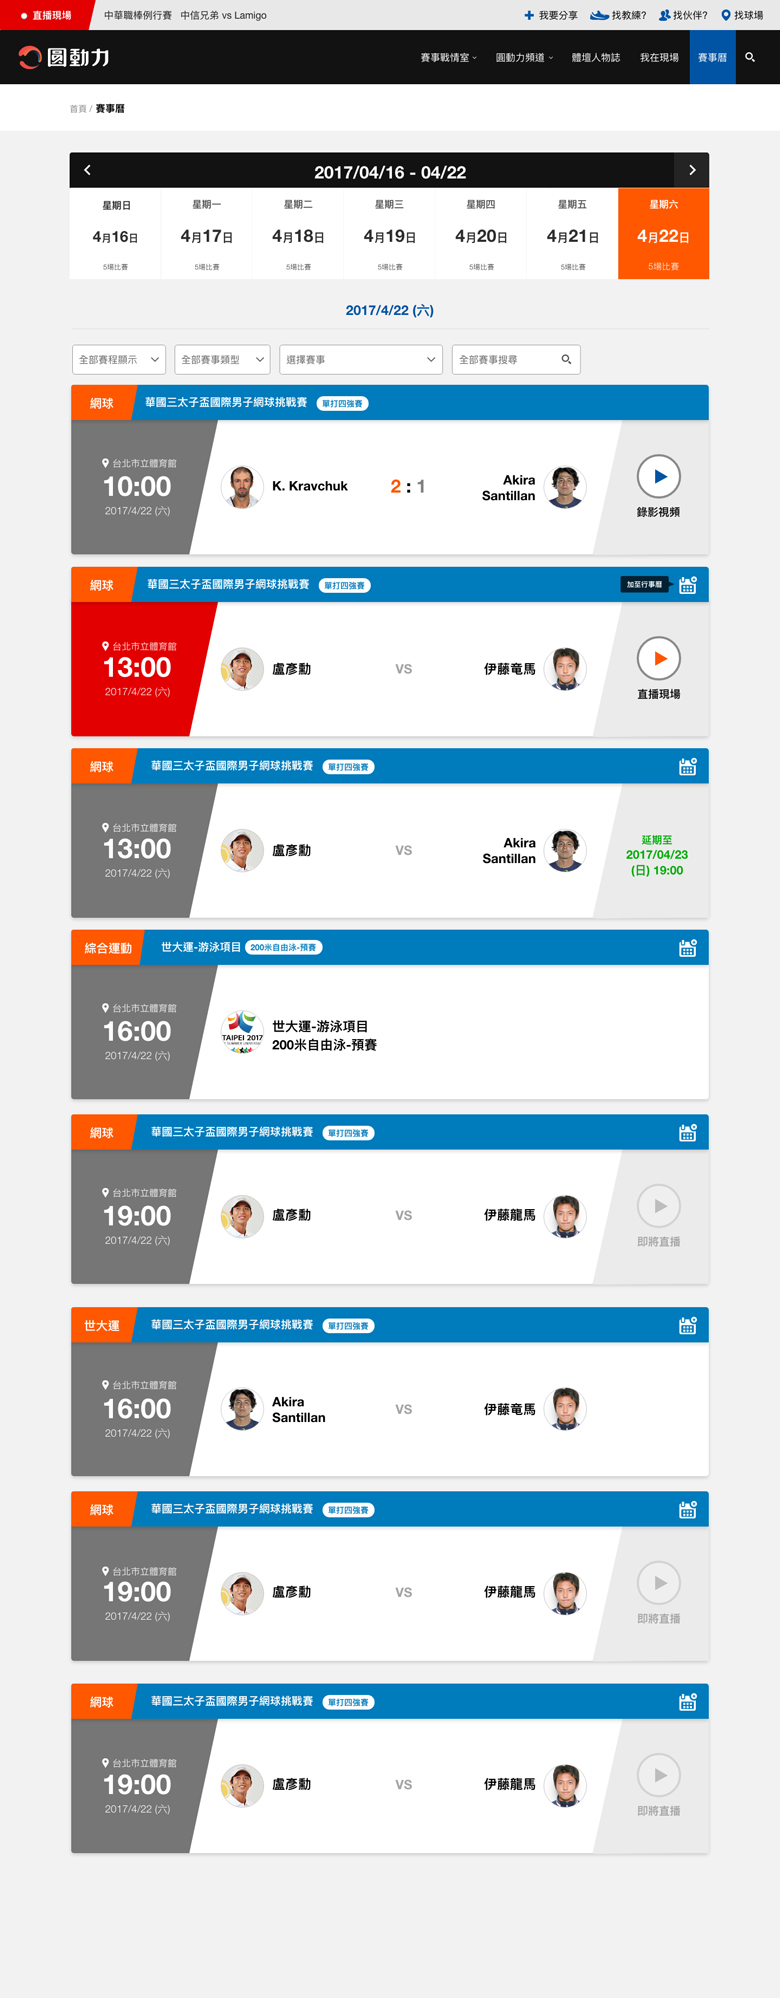 直播現場 中華職棒例行賽 中信兄弟 vs Lamigo 我要分享 找教練? 找伙伴? 找球場
圓動力 賽事戰情室 圓動力頻道 體壇人物誌 我在現場 賽事曆
首頁 / 賽事曆
2017/04/16 - 04/22
星期日 星期一 星期二 星期三 星期四 星期五 星期六
4月16日 4月17日 4月18日 4月19日 4月20日 4月21日 4月22日
5場比賽 5場比賽 5場比賽 5場比賽 5場比賽 5場比賽 5場比賽
2017/4/22 (六)
全部賽程顯示 全部賽事類型 選擇賽事 全部賽事搜尋
網球 華國三太子盃國際男子網球挑戰賽 單打四強賽
台北市立體育館
10:00
2017/4/22 (六)
K. Kravchuk 2 : 1 Akira
Santillan
錄影視頻
網球 華國三太子盃國際男子網球挑戰賽 單打四強賽 加至行事曆
台北市立體育館
13:00
2017/4/22 (六)
盧彥勳 VS 伊藤竜馬
直播現場
網球 華國三太子盃國際男子網球挑戰賽 單打四強賽
台北市立體育館
13:00
2017/4/22 (六)
盧彥勳 VS Akira
Santillan
延期至
2017/04/23
(日) 19:00
綜合運動 世大運-游泳項目 200米自由泳-預賽
台北市立體育館
16:00
2017/4/22 (六)
TAIPEI 2017
世大運-游泳項目
200米自由泳-預賽
網球 華國三太子盃國際男子網球挑戰賽 單打四強賽
台北市立體育館
19:00
2017/4/22 (六)
盧彥勳 VS 伊藤龍馬
即將直播
世大運 華國三太子盃國際男子網球挑戰賽 單打四強賽
台北市立體育館
16:00
2017/4/22 (六)
Akira
Santillan
VS 伊藤竜馬
網球 華國三太子盃國際男子網球挑戰賽 單打四強賽
台北市立體育館
19:00
2017/4/22 (六)
盧彥勳 VS 伊藤龍馬
即將直播
網球 華國三太子盃國際男子網球挑戰賽 單打四強賽
台北市立體育館
19:00
2017/4/22 (六)
盧彥勳 VS 伊藤龍馬
即將直播